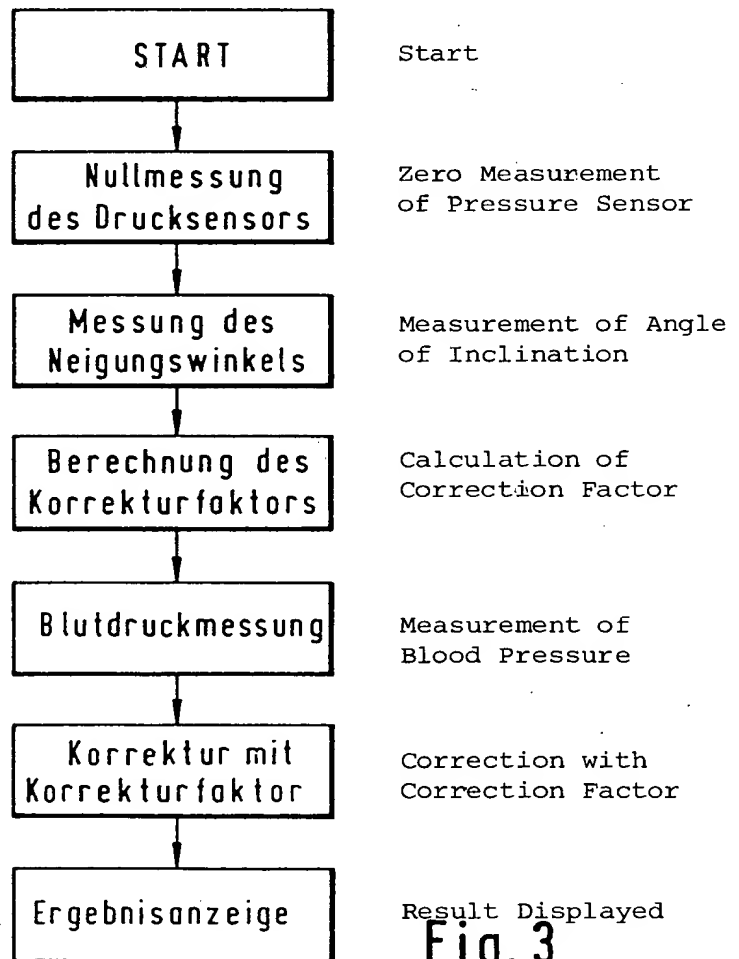 START
Start
Nullmessung
des Drucksensors
Zero Measurement
of Pressure Sensor
Messung des
Neigungswinkels
Measurement of Angle
of Inclination
Berechnung des
Korrekturfaktors
Calculation of
Correction Factor
Blutdruckmessung
Measurement of
Blood Pressure
Korrektur mit
Korrekturfaktor
Correction with
Correction Factor
Ergebnisanzeige
Result Displayed
Fig. 3